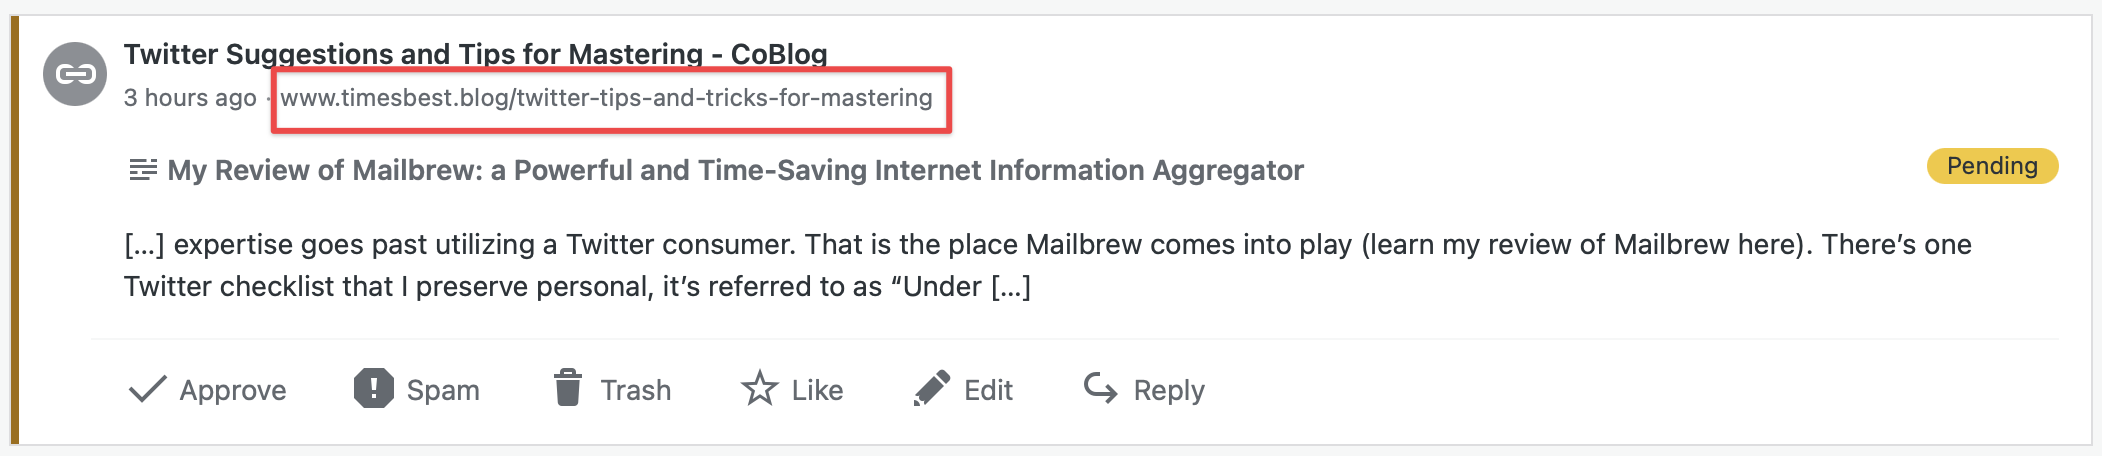 Twitter Suggestions and Tips for Mastering - CoBlog
3 hours ago · www.timesbest.blog/twitter-tips-and-tricks-for-mastering
My Review of Mailbrew: a Powerful and Time-Saving Internet Information Aggregator
Pending
[…] expertise goes past utilizing a Twitter consumer. That is the place Mailbrew comes into play (learn my review of Mailbrew here). There’s one
Twitter checklist that I preserve personal, it’s referred to as “Under […]
Approve Spam Trash Like Edit Reply